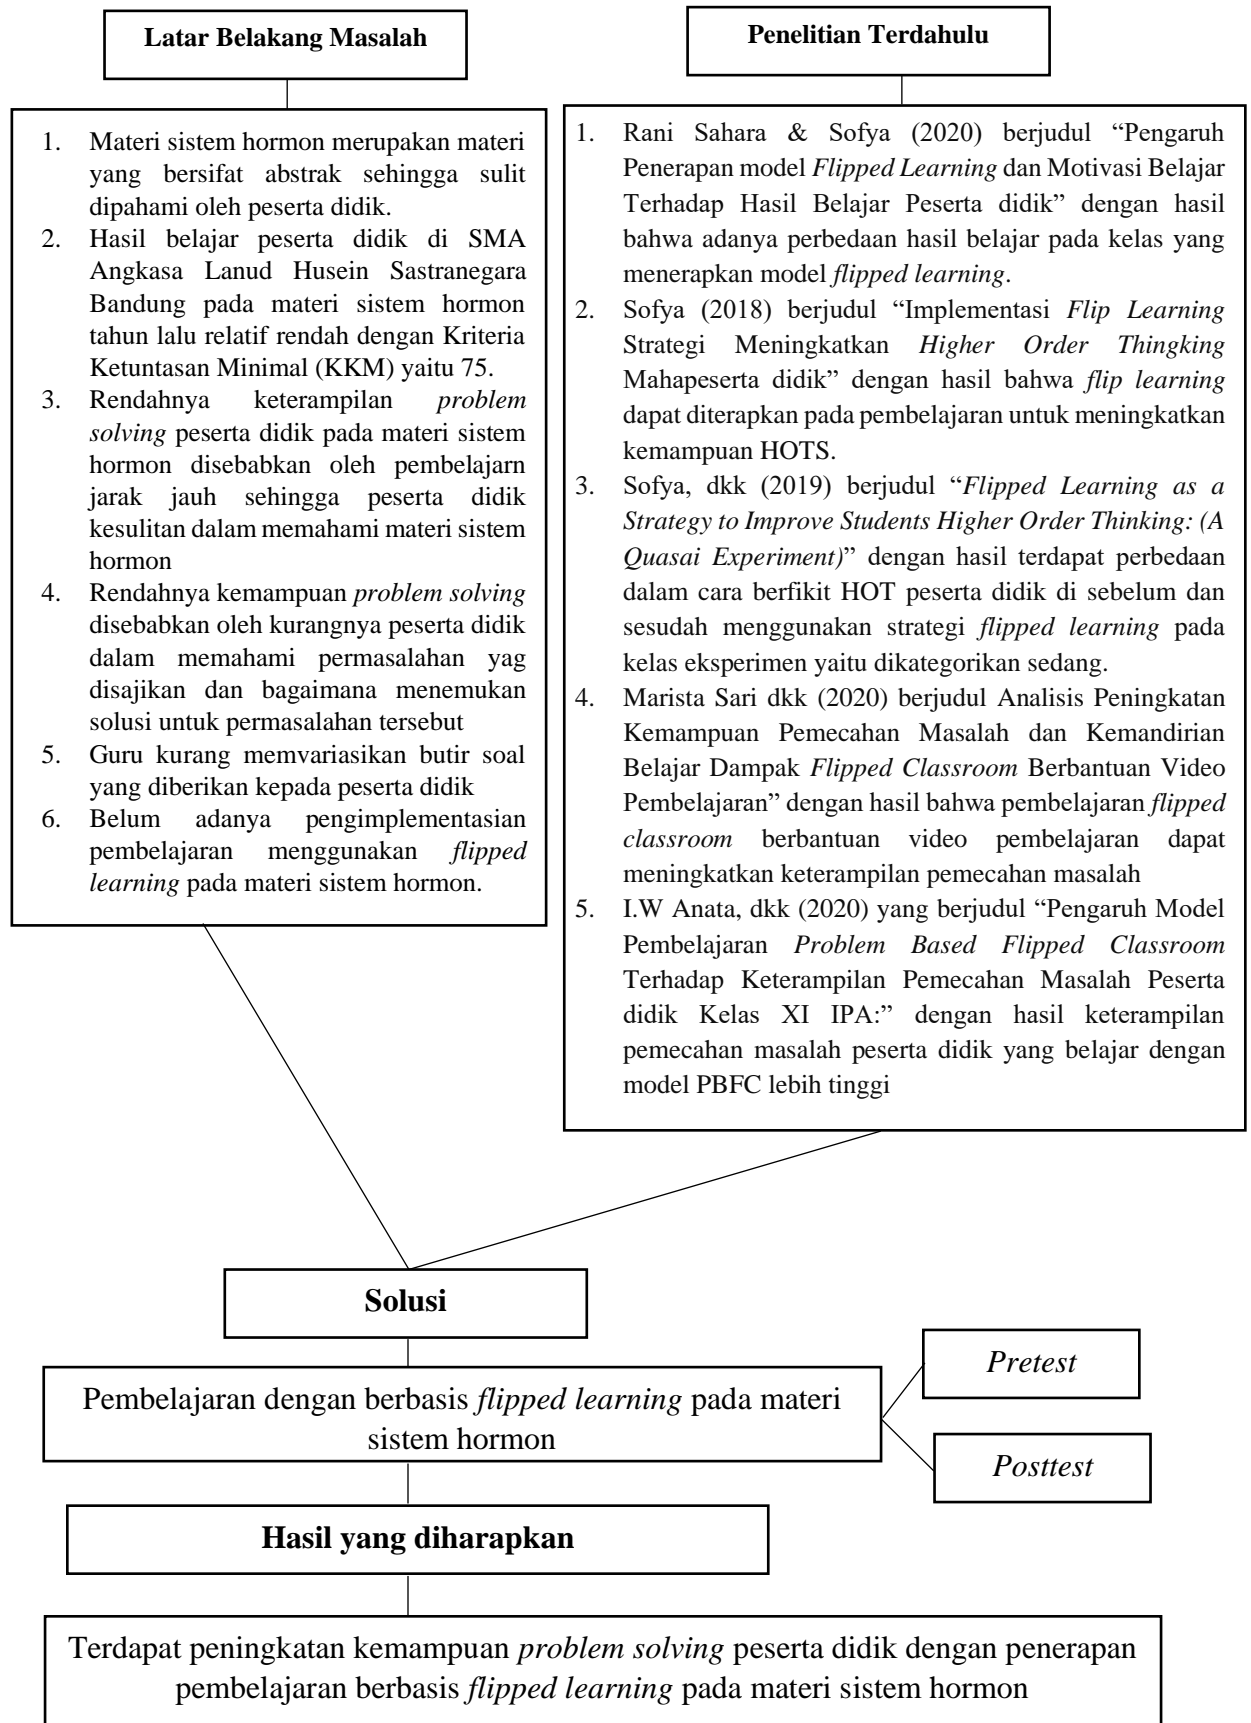 Latar Belakang Masalah
1. Materi sistem hormon merupakan materi
yang bersifat abstrak sehingga sulit
dipahami oleh peserta didik.
2. Hasil belajar peserta didik di SMA
Angkasa Lanud Husein Sastranegara
Bandung pada materi sistem hormon
tahun lalu relatif rendah dengan Kriteria
Ketuntasan Minimal (KKM) yaitu 75.
3. Rendahnya keterampilan problem
solving peserta didik pada materi sistem
hormon disebabkan oleh pembelajarn
jarak jauh sehingga peserta didik
kesulitan dalam memahami materi sistem
hormon
4. Rendahnya kemampuan problem solving
disebabkan oleh kurangnya peserta didik
dalam memahami permasalahan yag
disajikan dan bagaimana menemukan
solusi untuk permasalahan tersebut
5. Guru kurang memvariasikan butir soal
yang diberikan kepada peserta didik
6. Belum adanya pengimplementasian
pembelajaran menggunakan flipped
learning pada materi sistem hormon.
Penelitian Terdahulu
1. Rani Sahara & Sofya (2020) berjudul “Pengaruh
Penerapan model Flipped Learning dan Motivasi Belajar
Terhadap Hasil Belajar Peserta didik” dengan hasil
bahwa adanya perbedaan hasil belajar pada kelas yang
menerapkan model flipped learning.
2. Sofya (2018) berjudul “Implementasi Flip Learning
Strategi Meningkatkan Higher Order Thingking
Mahapeserta didik” dengan hasil bahwa flip learning
dapat diterapkan pada pembelajaran untuk meningkatkan
kemampuan HOTS.
3. Sofya, dkk (2019) berjudul “Flipped Learning as a
Strategy to Improve Students Higher Order Thinking: (A
Quasai Experiment)” dengan hasil terdapat perbedaan
dalam cara berfikit HOT peserta didik di sebelum dan
sesudah menggunakan strategi flipped learning pada
kelas eksperimen yaitu dikategorikan sedang.
4. Marista Sari dkk (2020) berjudul Analisis Peningkatan
Kemampuan Pemecahan Masalah dan Kemandirian
Belajar Dampak Flipped Classroom Berbantuan Video
Pembelajaran” dengan hasil bahwa pembelajaran flipped
classroom berbantuan video pembelajaran dapat
meningkatkan keterampilan pemecahan masalah
5. I.W Anata, dkk (2020) yang berjudul “Pengaruh Model
Pembelajaran Problem Based Flipped Classroom
Terhadap Keterampilan Pemecahan Masalah Peserta
didik Kelas XI IPA:” dengan hasil keterampilan
pemecahan masalah peserta didik yang belajar dengan
model PBFC lebih tinggi
Solusi
Pembelajaran dengan berbasis flipped learning pada materi
sistem hormon
Pretest
Posttest
Hasil yang diharapkan
Terdapat peningkatan kemampuan problem solving peserta didik dengan penerapan
pembelajaran berbasis flipped learning pada materi sistem hormon